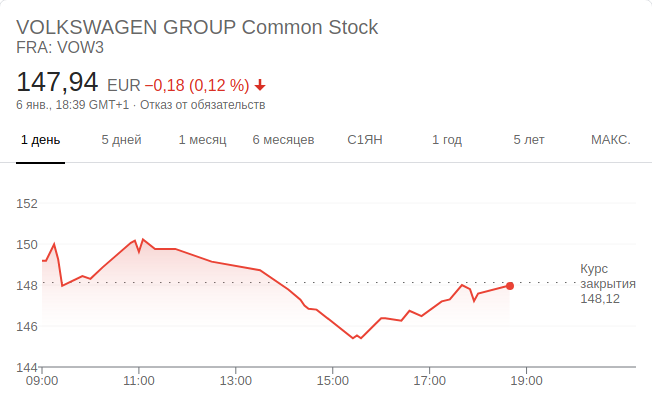 VOLKSWAGEN GROUP Common Stock
FRA: VOW3
147,94 EUR −0,18 (0,12 %)
6 янв., 18:39 GMT+1 · Отказ от обязательств
1 день 5 дней 1 месяц 6 месяцев С1ЯН 1 год 5 лет МАКС.
152
150
Курс
148 закрытия
148,12
146
144
09:00 11:00 13:00 15:00 17:00 19:00